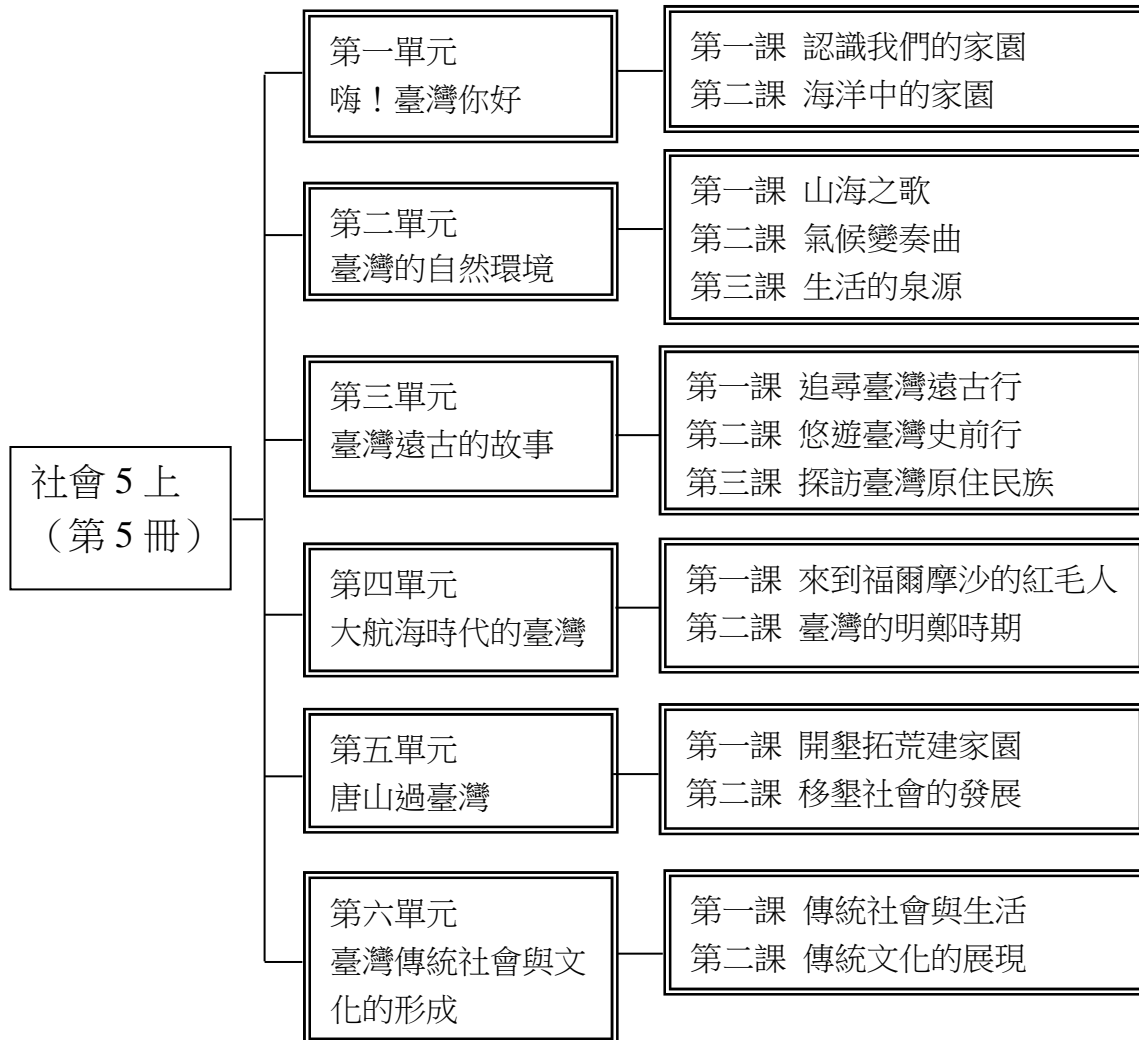 社會 5 上
（第 5 冊）
第一單元
嗨！臺灣你好
第一課 認識我們的家園
第二課 海洋中的家園
第二單元
臺灣的自然環境
第一課 山海之歌
第二課 氣候變奏曲
第三課 生活的泉源
第三單元
臺灣遠古的故事
第一課 追尋臺灣遠古行
第二課 悠遊臺灣史前行
第三課 探訪臺灣原住民族
第四單元
大航海時代的臺灣
第一課 來到福爾摩沙的紅毛人
第二課 臺灣的明鄭時期
第五單元
唐山過臺灣
第一課 開墾拓荒建家園
第二課 移墾社會的發展
第六單元
臺灣傳統社會與文
化的形成
第一課 傳統社會與生活
第二課 傳統文化的展現